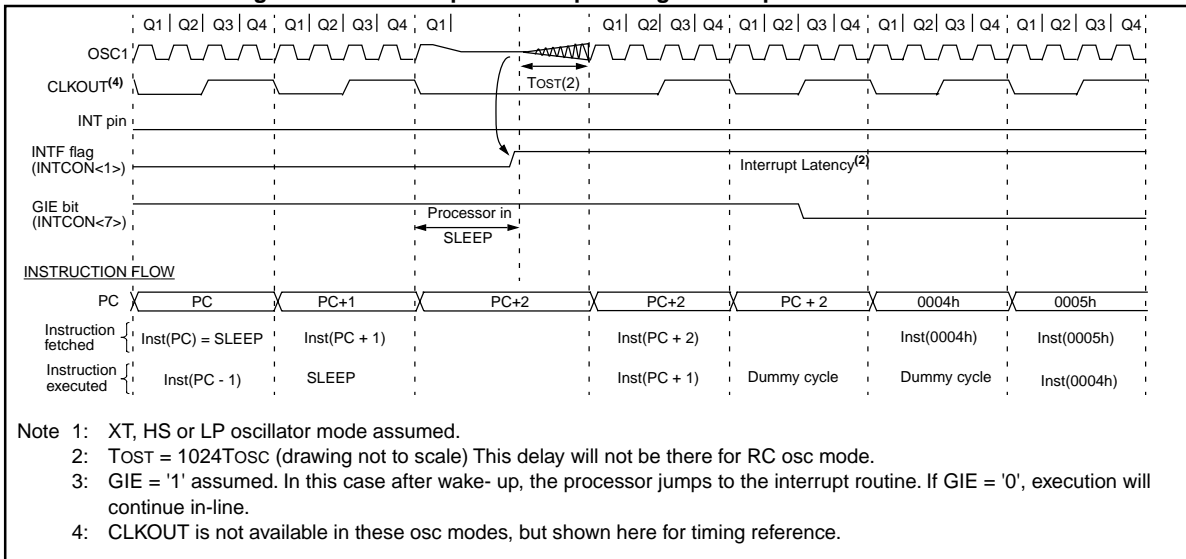 Q1 Q2 Q3 Q4 Q1 Q2 Q3 Q4 Q1 Q1 Q2 Q3 Q4 Q1 Q2 Q3 Q4 Q1 Q2 Q3 Q4 Q1 Q2 Q3 Q4
OSC1
CLKOUT(4)
TOST(2)
INT pin
INTF flag
(INTCON<1>)
Interrupt Latency(2)
GIE bit
(INTCON<7>)
Processor in
SLEEP
INSTRUCTION FLOW
PC PC PC+1 PC+2 PC+2 PC + 2 0004h 0005h
Instruction
fetched
Inst(PC) = SLEEP Inst(PC + 1) Inst(PC + 2) Inst(0004h) Inst(0005h)
Instruction
executed
Inst(PC - 1) SLEEP Inst(PC + 1) Dummy cycle Dummy cycle Inst(0004h)
Note 1: XT, HS or LP oscillator mode assumed.
2: TOST = 1024TOSC (drawing not to scale) This delay will not be there for RC osc mode.
3: GIE = '1' assumed. In this case after wake- up, the processor jumps to the interrupt routine. If GIE = '0', execution will
continue in-line.
4: CLKOUT is not available in these osc modes, but shown here for timing reference.